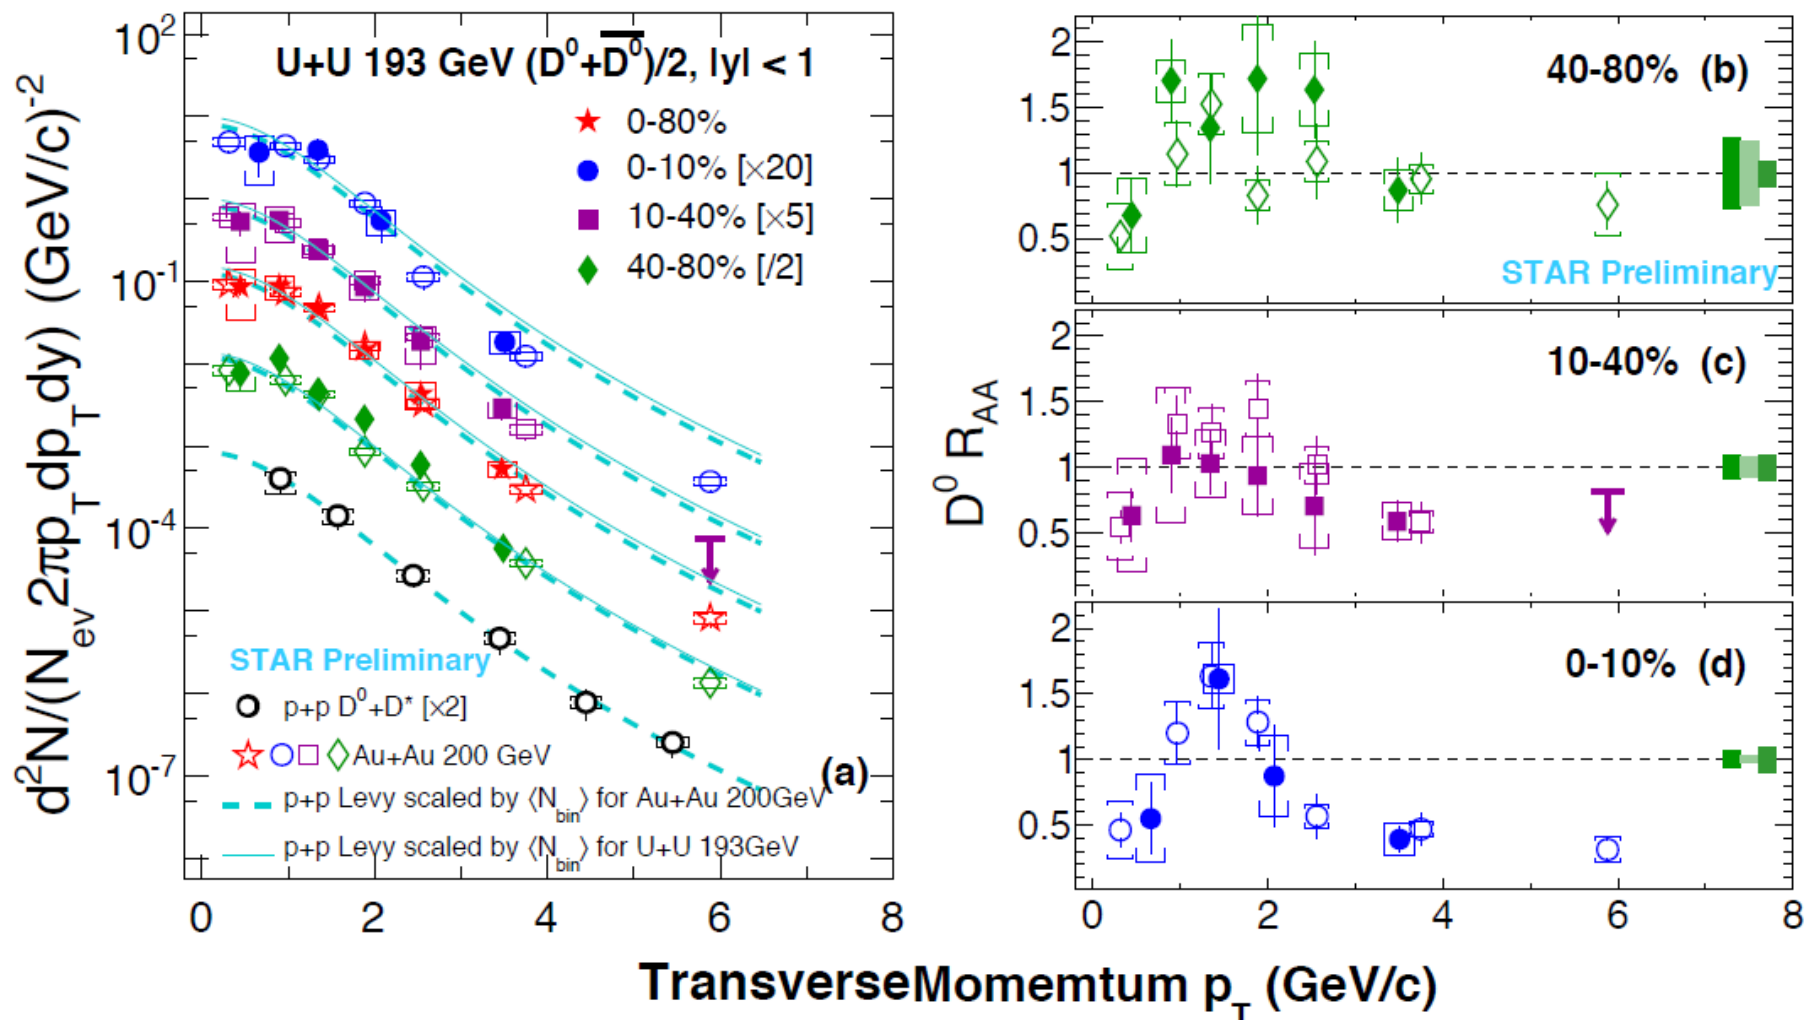 d²N/(N_ev 2πp_T dp_T dy) (GeV/c)⁻²
10²
10⁻¹
10⁻⁴
10⁻⁷
U+U 193 GeV (D⁰+D̅⁰)/2, |y| < 1
0-80%
0-10% [×20]
10-40% [×5]
40-80% [/2]
STAR Preliminary
p+p D⁰+D* [×2]
Au+Au 200 GeV
(a)
p+p Levy scaled by ⟨N_bin⟩ for Au+Au 200GeV
p+p Levy scaled by ⟨N_bin⟩ for U+U 193GeV
0 2 4 6 8
D⁰ R_AA
2
1.5
1
0.5
40-80% (b)
STAR Preliminary
2
1.5
1
0.5
10-40% (c)
2
1.5
1
0.5
0-10% (d)
0 2 4 6 8
TransverseMomemtum p_T (GeV/c)